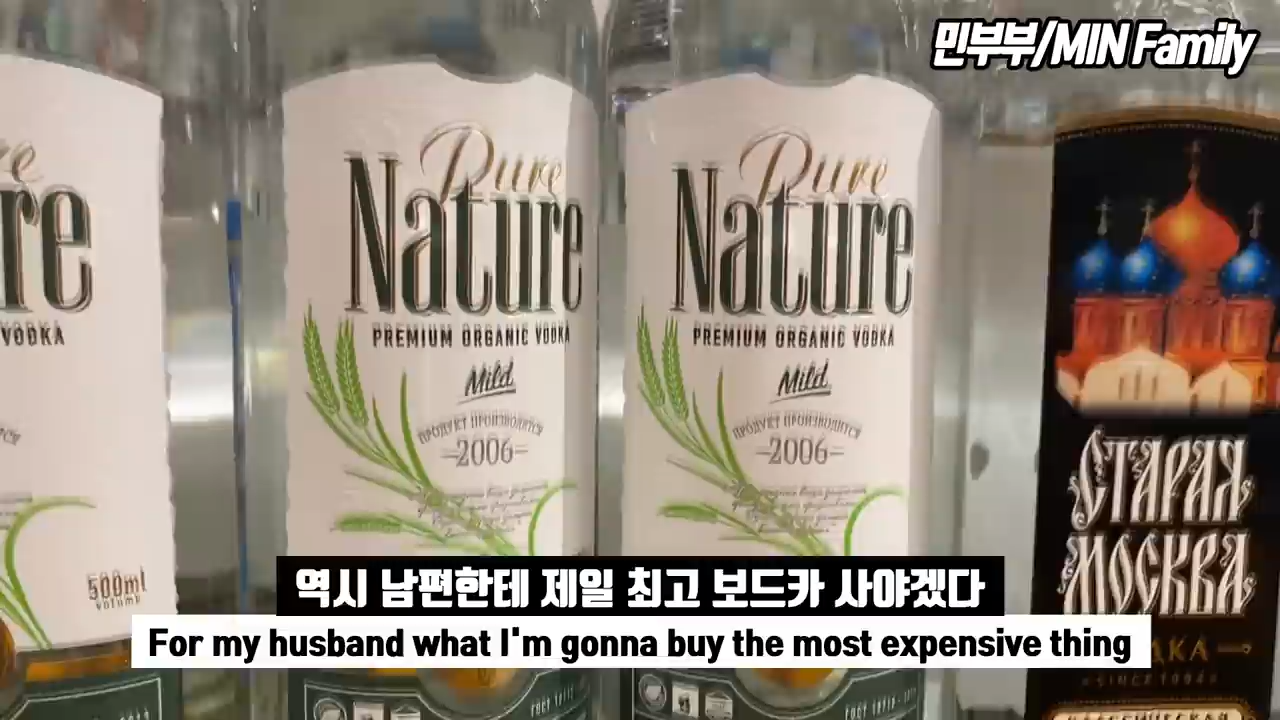 민부부/MIN Family
re
VODKA
500ml
volume
Pure
Nature
PREMIUM ORGANIC VODKA
Mild
ПРОДУКТ ПРОИЗВОДИТСЯ
2006
Pure
Nature
PREMIUM ORGANIC VODKA
Mild
ПРОДУКТ ПРОИЗВОДИТСЯ
2006
СТАРАЯ
МОСКВА
역시 남편한테 제일 최고 보드카 사야겠다
For my husband what I'm gonna buy the most expensive thing